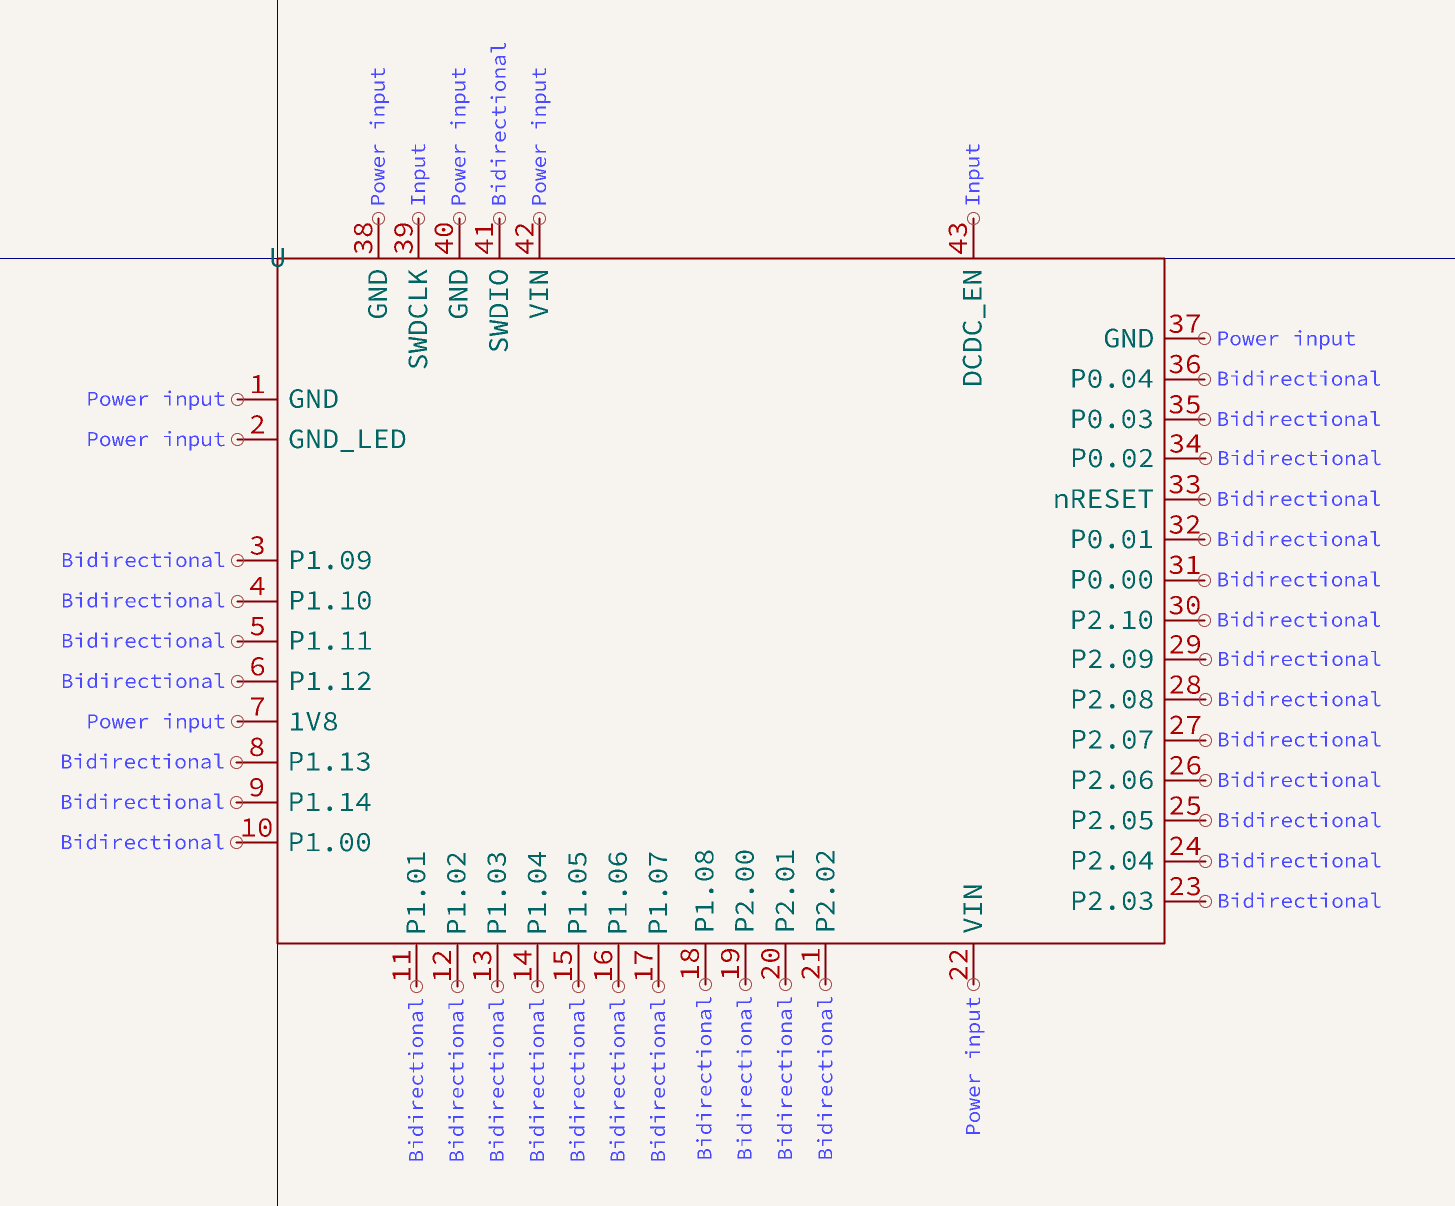 Power input 38 GND
Input 39 SWDCLK
Power input 40 GND
Bidirectional 41 SWDIO
Power input 42 VIN
Input 43 DCDC_EN
U
Power input 1 GND
Power input 2 GND_LED
Bidirectional 3 P1.09
Bidirectional 4 P1.10
Bidirectional 5 P1.11
Bidirectional 6 P1.12
Power input 7 1V8
Bidirectional 8 P1.13
Bidirectional 9 P1.14
Bidirectional 10 P1.00
GND 37 Power input
P0.04 36 Bidirectional
P0.03 35 Bidirectional
P0.02 34 Bidirectional
nRESET 33 Bidirectional
P0.01 32 Bidirectional
P0.00 31 Bidirectional
P2.10 30 Bidirectional
P2.09 29 Bidirectional
P2.08 28 Bidirectional
P2.07 27 Bidirectional
P2.06 26 Bidirectional
P2.05 25 Bidirectional
P2.04 24 Bidirectional
P2.03 23 Bidirectional
Bidirectional 11 P1.01
Bidirectional 12 P1.02
Bidirectional 13 P1.03
Bidirectional 14 P1.04
Bidirectional 15 P1.05
Bidirectional 16 P1.06
Bidirectional 17 P1.07
Bidirectional 18 P1.08
Bidirectional 19 P2.00
Bidirectional 20 P2.01
Bidirectional 21 P2.02
Power input 22 VIN